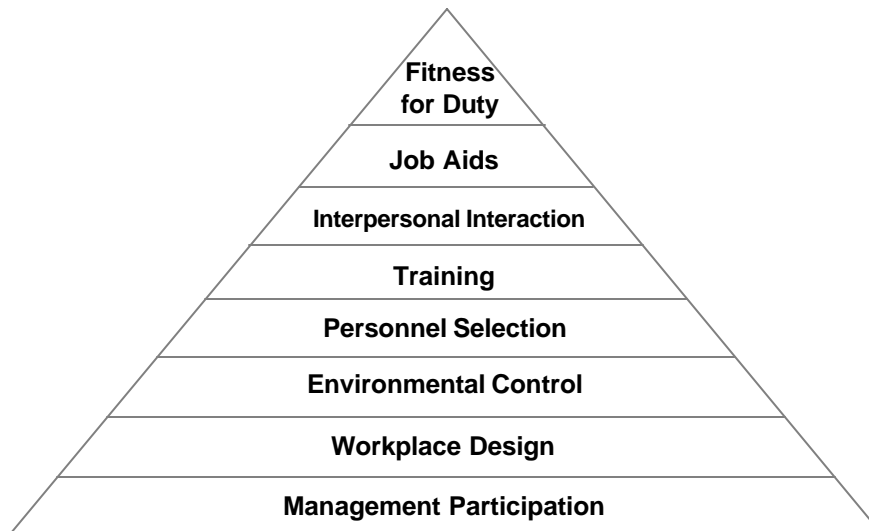 Fitness
for Duty
Job Aids
Interpersonal Interaction
Training
Personnel Selection
Environmental Control
Workplace Design
Management Participation